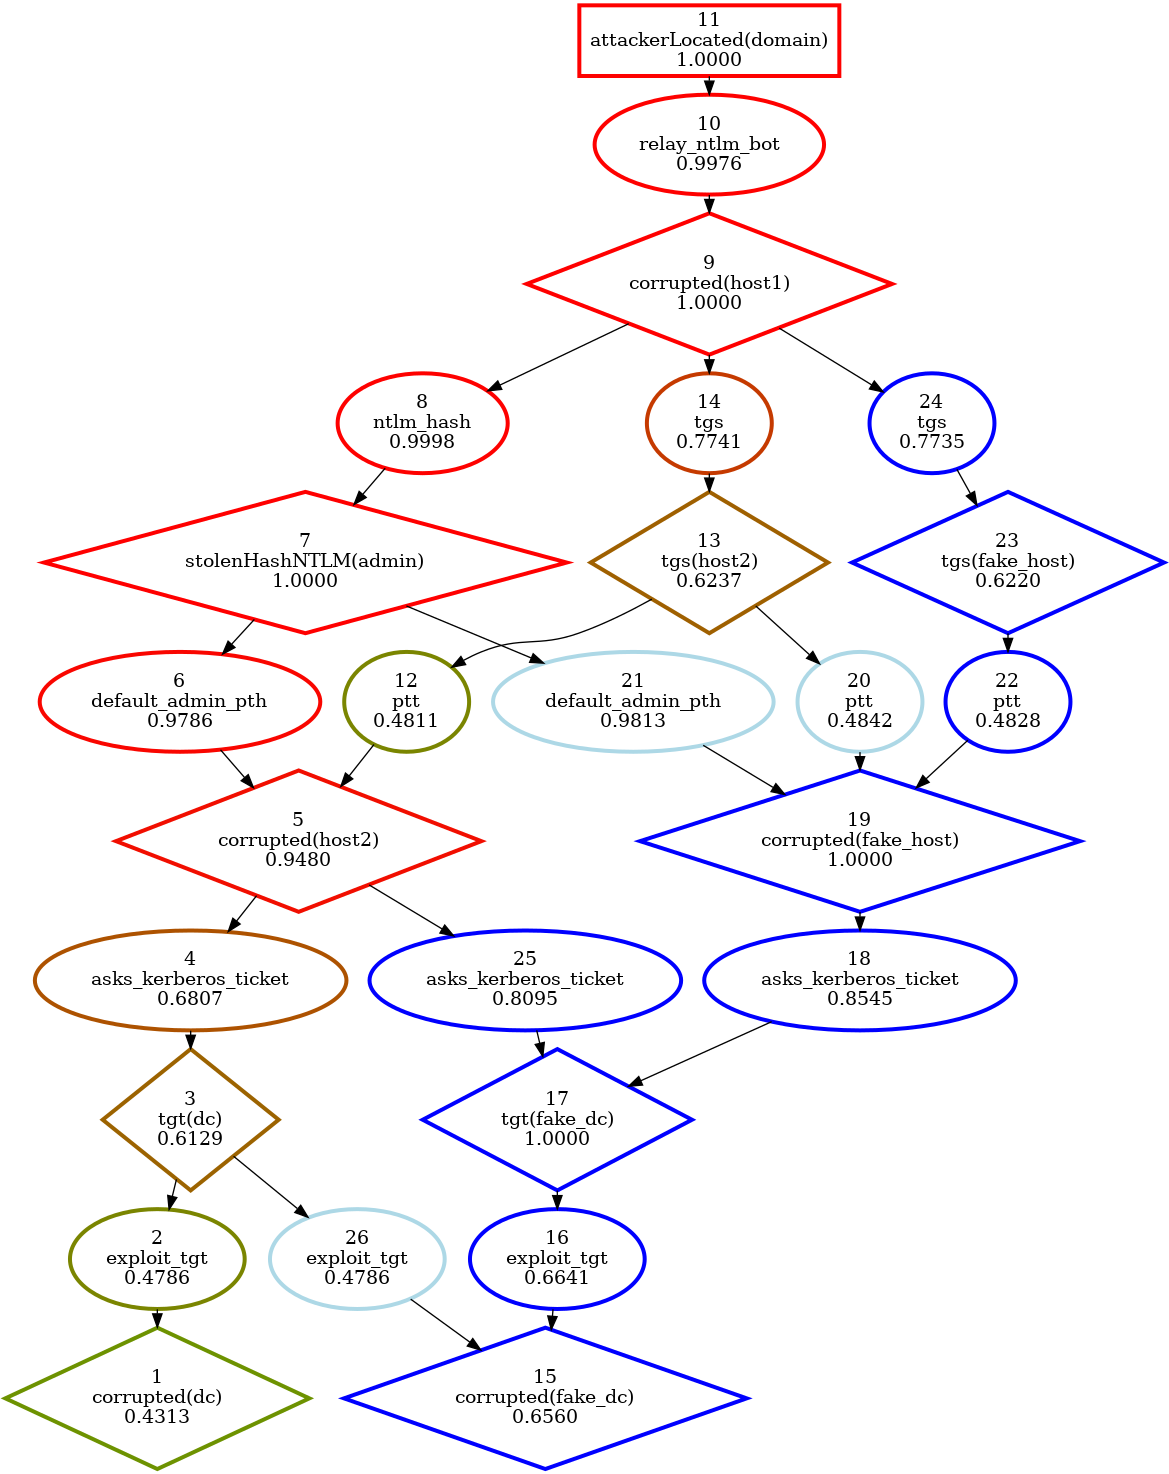 11
attackerLocated(domain)
1.0000
10
relay_ntlm_bot
0.9976
9
corrupted(host1)
1.0000
8
ntlm_hash
0.9998
14
tgs
0.7741
24
tgs
0.7735
7
stolenHashNTLM(admin)
1.0000
13
tgs(host2)
0.6237
23
tgs(fake_host)
0.6220
6
default_admin_pth
0.9786
12
ptt
0.4811
21
default_admin_pth
0.9813
20
ptt
0.4842
22
ptt
0.4828
5
corrupted(host2)
0.9480
19
corrupted(fake_host)
1.0000
4
asks_kerberos_ticket
0.6807
25
asks_kerberos_ticket
0.8095
18
asks_kerberos_ticket
0.8545
3
tgt(dc)
0.6129
17
tgt(fake_dc)
1.0000
2
exploit_tgt
0.4786
26
exploit_tgt
0.4786
16
exploit_tgt
0.6641
1
corrupted(dc)
0.4313
15
corrupted(fake_dc)
0.6560